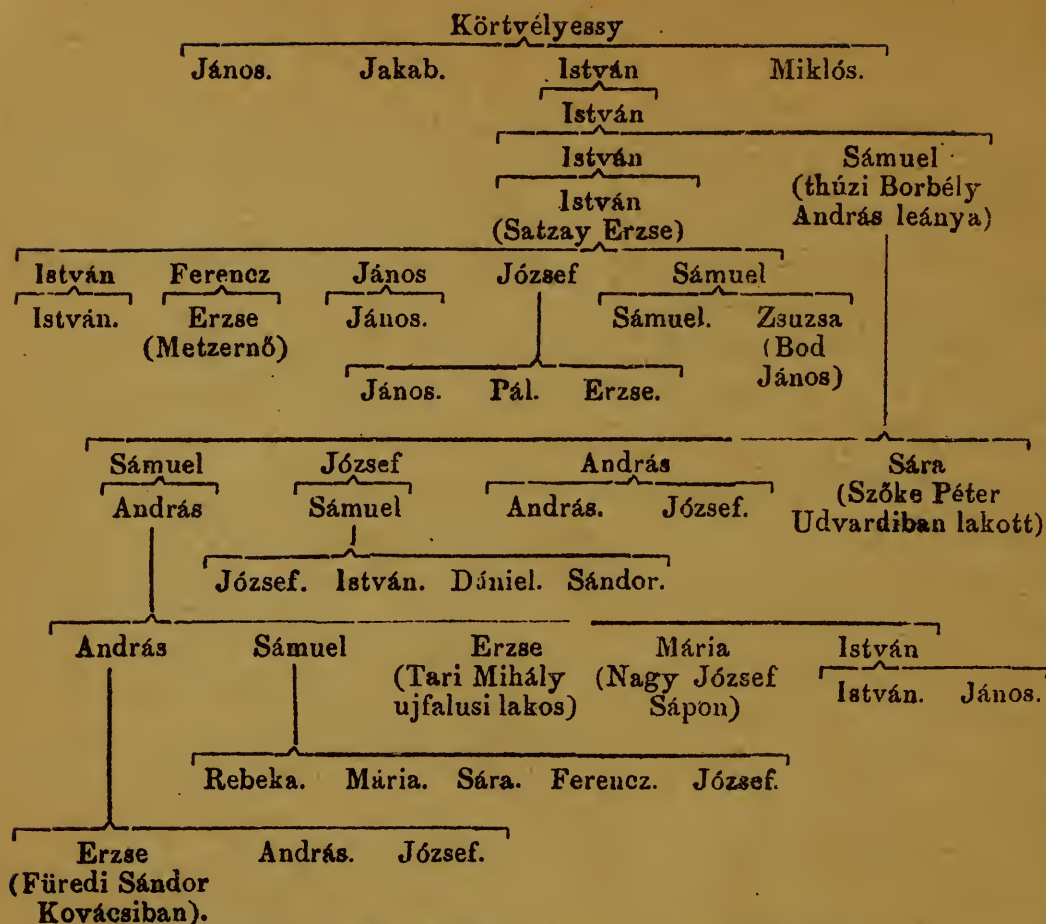 Körtvélyessy
János. Jakab. István Miklós.
István
István Sámuel
(thúzi Borbély
András leánya)
István
(Satzay Erzse)
István Ferencz János József Sámuel
István. Erzse János. Sámuel. Zsuzsa
(Metzernő) (Bod
János)
János. Pál. Erzse.
Sámuel József András Sára
(Szőke Péter
Udvardiban lakott)
András Sámuel András. József.
József. István. Dániel. Sándor.
András Sámuel Erzse Mária István
(Tari Mihály (Nagy József
ujfalusi lakos) Sápon)
István. János.
Rebeka. Mária. Sára. Ferencz. József.
Erzse András. József.
(Füredi Sándor
Kovácsiban).